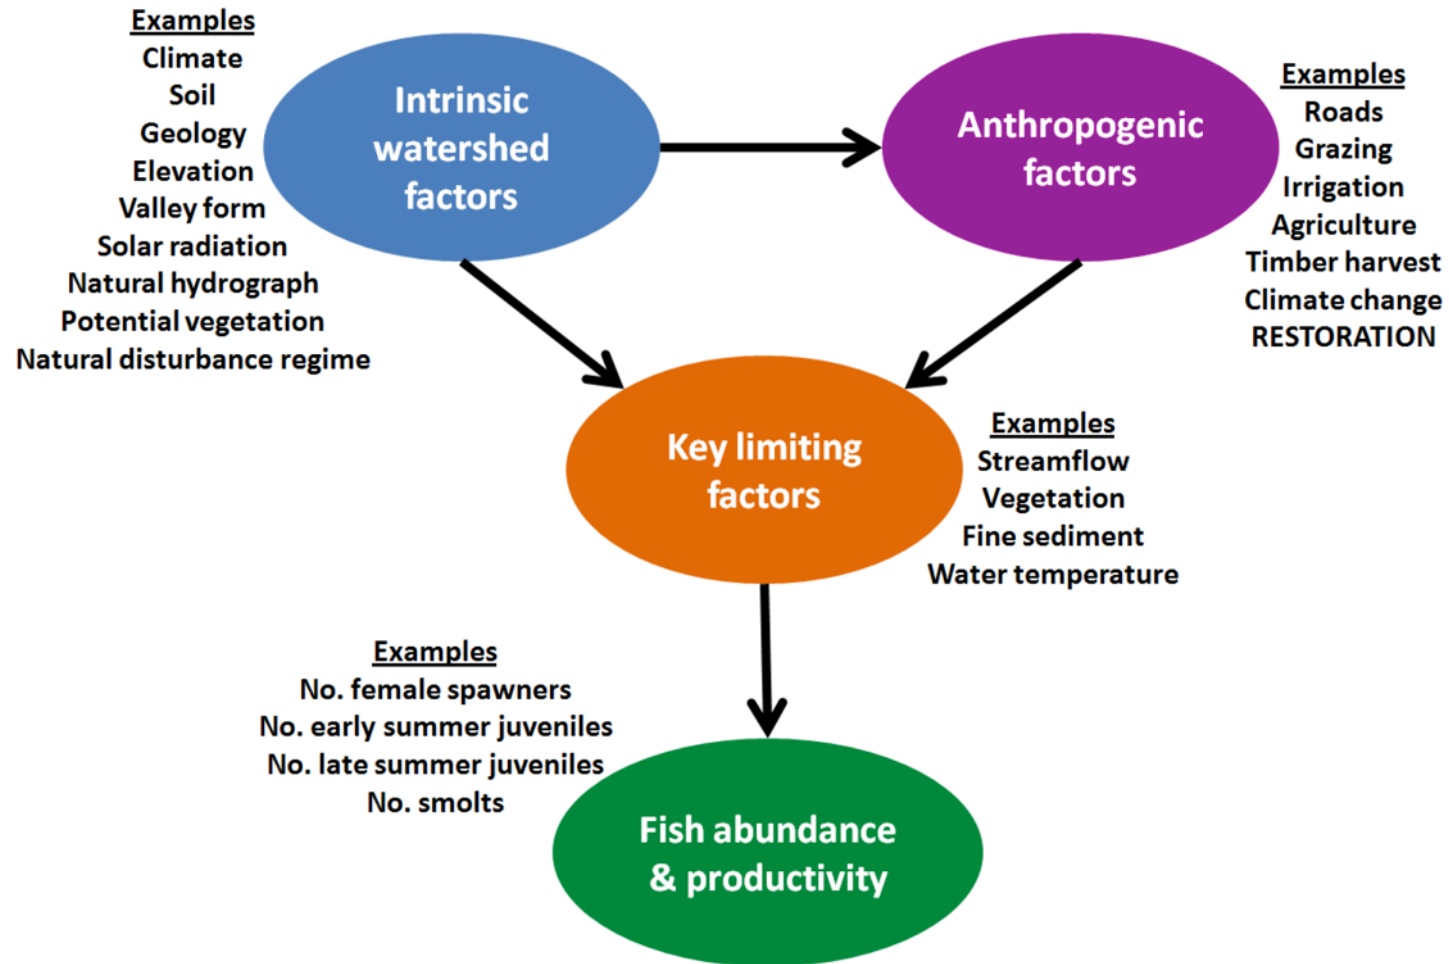 Examples
Climate
Soil
Geology
Elevation
Valley form
Solar radiation
Natural hydrograph
Potential vegetation
Natural disturbance regime
Intrinsic
watershed
factors
Anthropogenic
factors
Examples
Roads
Grazing
Irrigation
Agriculture
Timber harvest
Climate change
RESTORATION
Key limiting
factors
Examples
Streamflow
Vegetation
Fine sediment
Water temperature
Examples
No. female spawners
No. early summer juveniles
No. late summer juveniles
No. smolts
Fish abundance
& productivity